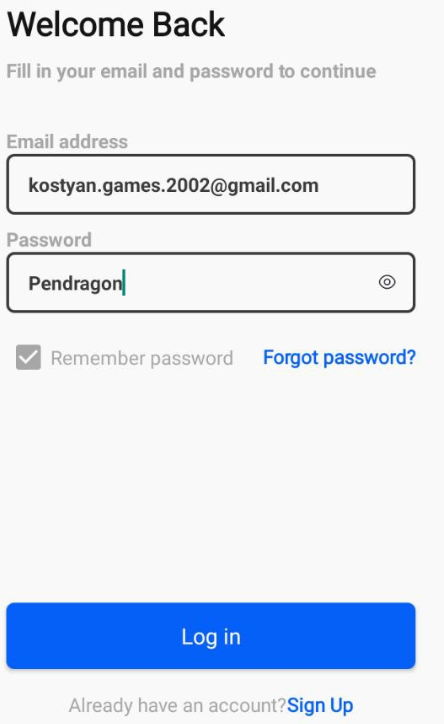 Welcome Back
Fill in your email and password to continue
Email address
kostyan.games.2002@gmail.com
Password
Pendragon
Remember password Forgot password?
Log in
Already have an account?Sign Up